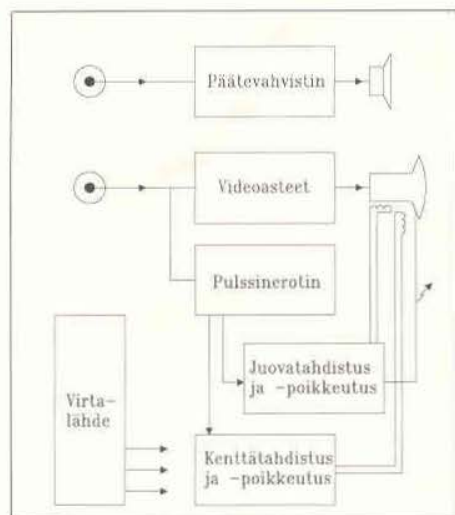 Päätevahvistin
Videoasteet
Pulssinerotin
Juovatahdistus
ja -poikkeutus
Virta-
lähde
Kenttätahdistus
ja -poikkeutus